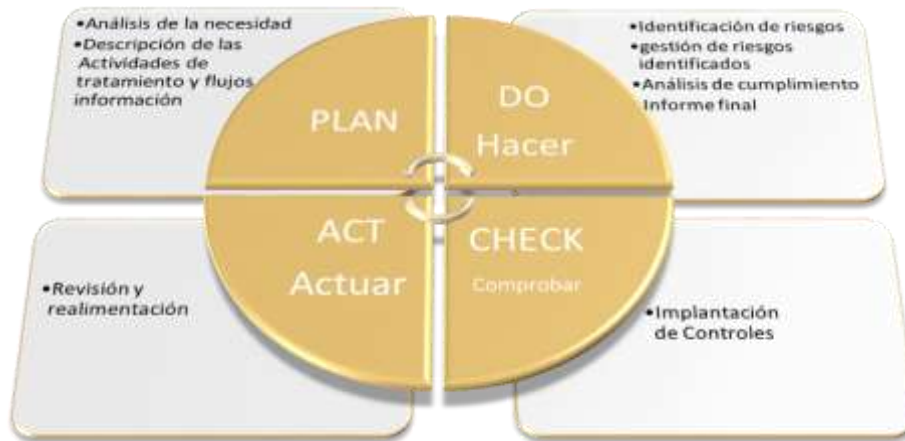 •Análisis de la necesidad
•Descripción de las
Actividades de
tratamiento y flujos
información
PLAN
DO
Hacer
•Identificación de riesgos
•gestión de riesgos
identificados
•Análisis de cumplimiento
Informe final
ACT
Actuar
•Revisión y
realimentación
CHECK
Comprobar
•Implantación
de Controles